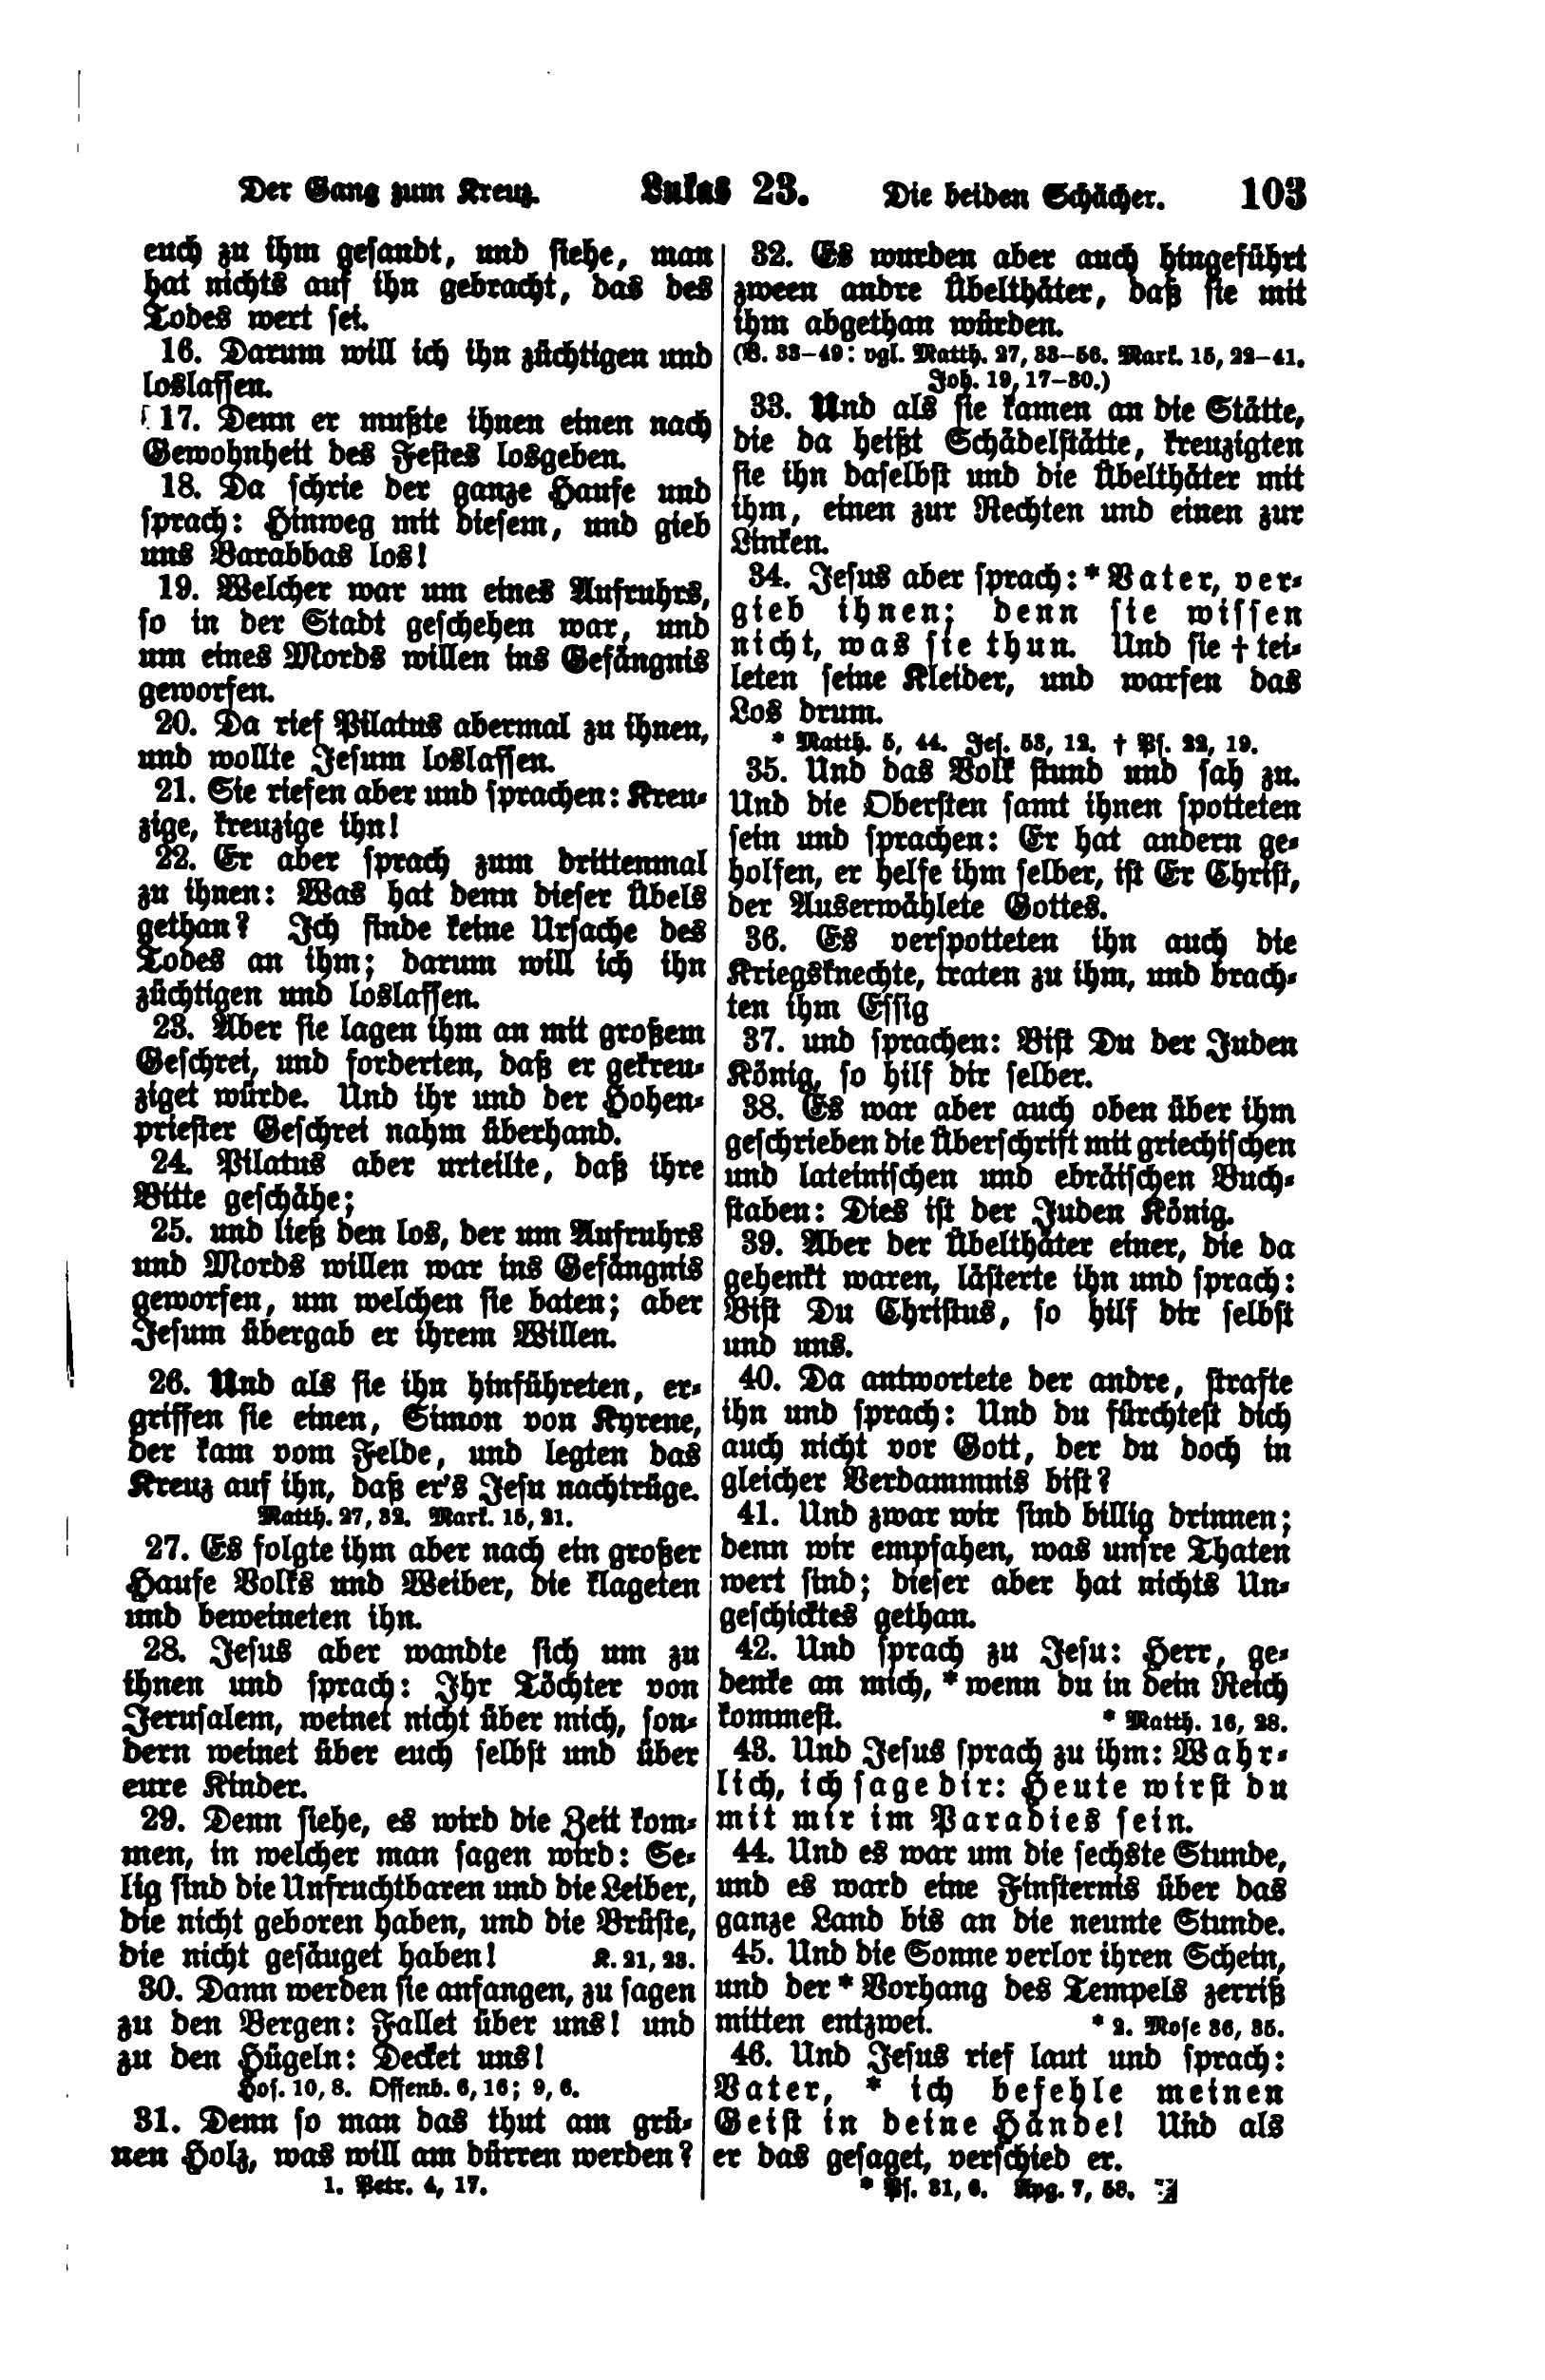 Der Gang zum Kreuz. Lukas 23. Die beiden Schächer. 103
euch zu ihm gesandt, und siehe, man
hat nichts auf ihn gebracht, das des
Todes wert sei.
16. Darum will ich ihn züchtigen und
loslassen.
17. Denn er mußte ihnen einen nach
Gewohnheit des Festes losgeben.
18. Da schrie der ganze Haufe und
sprach: Hinweg mit diesem, und gieb
uns Barabbas los!
19. Welcher war um eines Aufruhrs,
so in der Stadt geschehen war, und
um eines Mords willen ins Gefängnis
geworfen.
20. Da rief Pilatus abermal zu ihnen,
und wollte Jesum loslassen.
21. Sie riefen aber und sprachen: Kreu-
zige, kreuzige ihn!
22. Er aber sprach zum drittenmal
zu ihnen: Was hat denn dieser Übels
gethan? Ich finde keine Ursache des
Todes an ihm; darum will ich ihn
züchtigen und loslassen.
23. Aber sie lagen ihm an mit großem
Geschrei, und forderten, daß er gekreu-
ziget würde. Und ihr und der Hohen-
priester Geschrei nahm überhand.
24. Pilatus aber urteilte, daß ihre
Bitte geschähe;
25. und ließ den los, der um Aufruhrs
und Mords willen war ins Gefängnis
geworfen, um welchen sie baten; aber
Jesum übergab er ihrem Willen.
26. Und als sie ihn hinführeten, er-
griffen sie einen, Simon von Kyrene,
der kam vom Felde, und legten das
Kreuz auf ihn, daß er's Jesu nachtrüge.
Matth. 27, 32. Mark. 15, 21.
27. Es folgte ihm aber nach ein großer
Haufe Volks und Weiber, die klageten
und beweineten ihn.
28. Jesus aber wandte sich um zu
ihnen und sprach: Ihr Töchter von
Jerusalem, weinet nicht über mich, son-
dern weinet über euch selbst und über
eure Kinder.
29. Denn siehe, es wird die Zeit kom-
men, in welcher man sagen wird: Se-
lig sind die Unfruchtbaren und die Leiber,
die nicht geboren haben, und die Brüste,
die nicht gesäuget haben! K. 21, 23.
30. Dann werden sie anfangen, zu sagen
zu den Bergen: Fallet über uns! und
zu den Hügeln: Decket uns!
Hos. 10, 8. Offenb. 6, 16; 9, 6.
31. Denn so man das thut am grü-
nen Holz, was will am dürren werden?
1. Petr. 4, 17.
32. Es wurden aber auch hingeführt
zween andre Übelthäter, daß sie mit
ihm abgethan würden.
(V. 33–49: vgl. Matth. 27, 33–56. Mark. 15, 22–41.
Joh. 19, 17–30.)
33. Und als sie kamen an die Stätte,
die da heißt Schädelstätte, kreuzigten
sie ihn daselbst und die Übelthäter mit
ihm, einen zur Rechten und einen zur
Linken.
34. Jesus aber sprach: * Vater, ver-
gieb ihnen; denn sie wissen
nicht, was sie thun. Und sie † tei-
leten seine Kleider, und warfen das
Los drum.
* Matth. 5, 44. Jes. 53, 12. † Ps. 22, 19.
35. Und das Volk stund und sah zu.
Und die Obersten samt ihnen spotteten
sein und sprachen: Er hat andern ge-
holfen, er helfe ihm selber, ist Er Christ,
der Auserwählete Gottes.
36. Es verspotteten ihn auch die
Kriegsknechte, traten zu ihm, und brach-
ten ihm Essig
37. und sprachen: Bist Du der Juden
König, so hilf dir selber.
38. Es war aber auch oben über ihm
geschrieben die Überschrift mit griechischen
und lateinischen und ebräischen Buch-
staben: Dies ist der Juden König.
39. Aber der Übelthäter einer, die da
gehenkt waren, lästerte ihn und sprach:
Bist Du Christus, so hilf dir selbst
und uns.
40. Da antwortete der andre, strafte
ihn und sprach: Und du fürchtest dich
auch nicht vor Gott, der du doch in
gleicher Verdammnis bist?
41. Und zwar wir sind billig drinnen;
denn wir empfahen, was unsre Thaten
wert sind; dieser aber hat nichts Un-
geschicktes gethan.
42. Und sprach zu Jesu: Herr, ge-
denke an mich, * wenn du in dein Reich
kommest. * Matth. 16, 28.
43. Und Jesus sprach zu ihm: Wahr-
lich, ich sage dir: Heute wirst du
mit mir im Paradies sein.
44. Und es war um die sechste Stunde,
und es ward eine Finsternis über das
ganze Land bis an die neunte Stunde.
45. Und die Sonne verlor ihren Schein,
und der * Vorhang des Tempels zerriß
mitten entzwei. * 2. Mose 36, 35.
46. Und Jesus rief laut und sprach:
Vater, * ich befehle meinen
Geist in deine Hände! Und als
er das gesaget, verschied er.
* Ps. 31, 6. Apg. 7, 58.